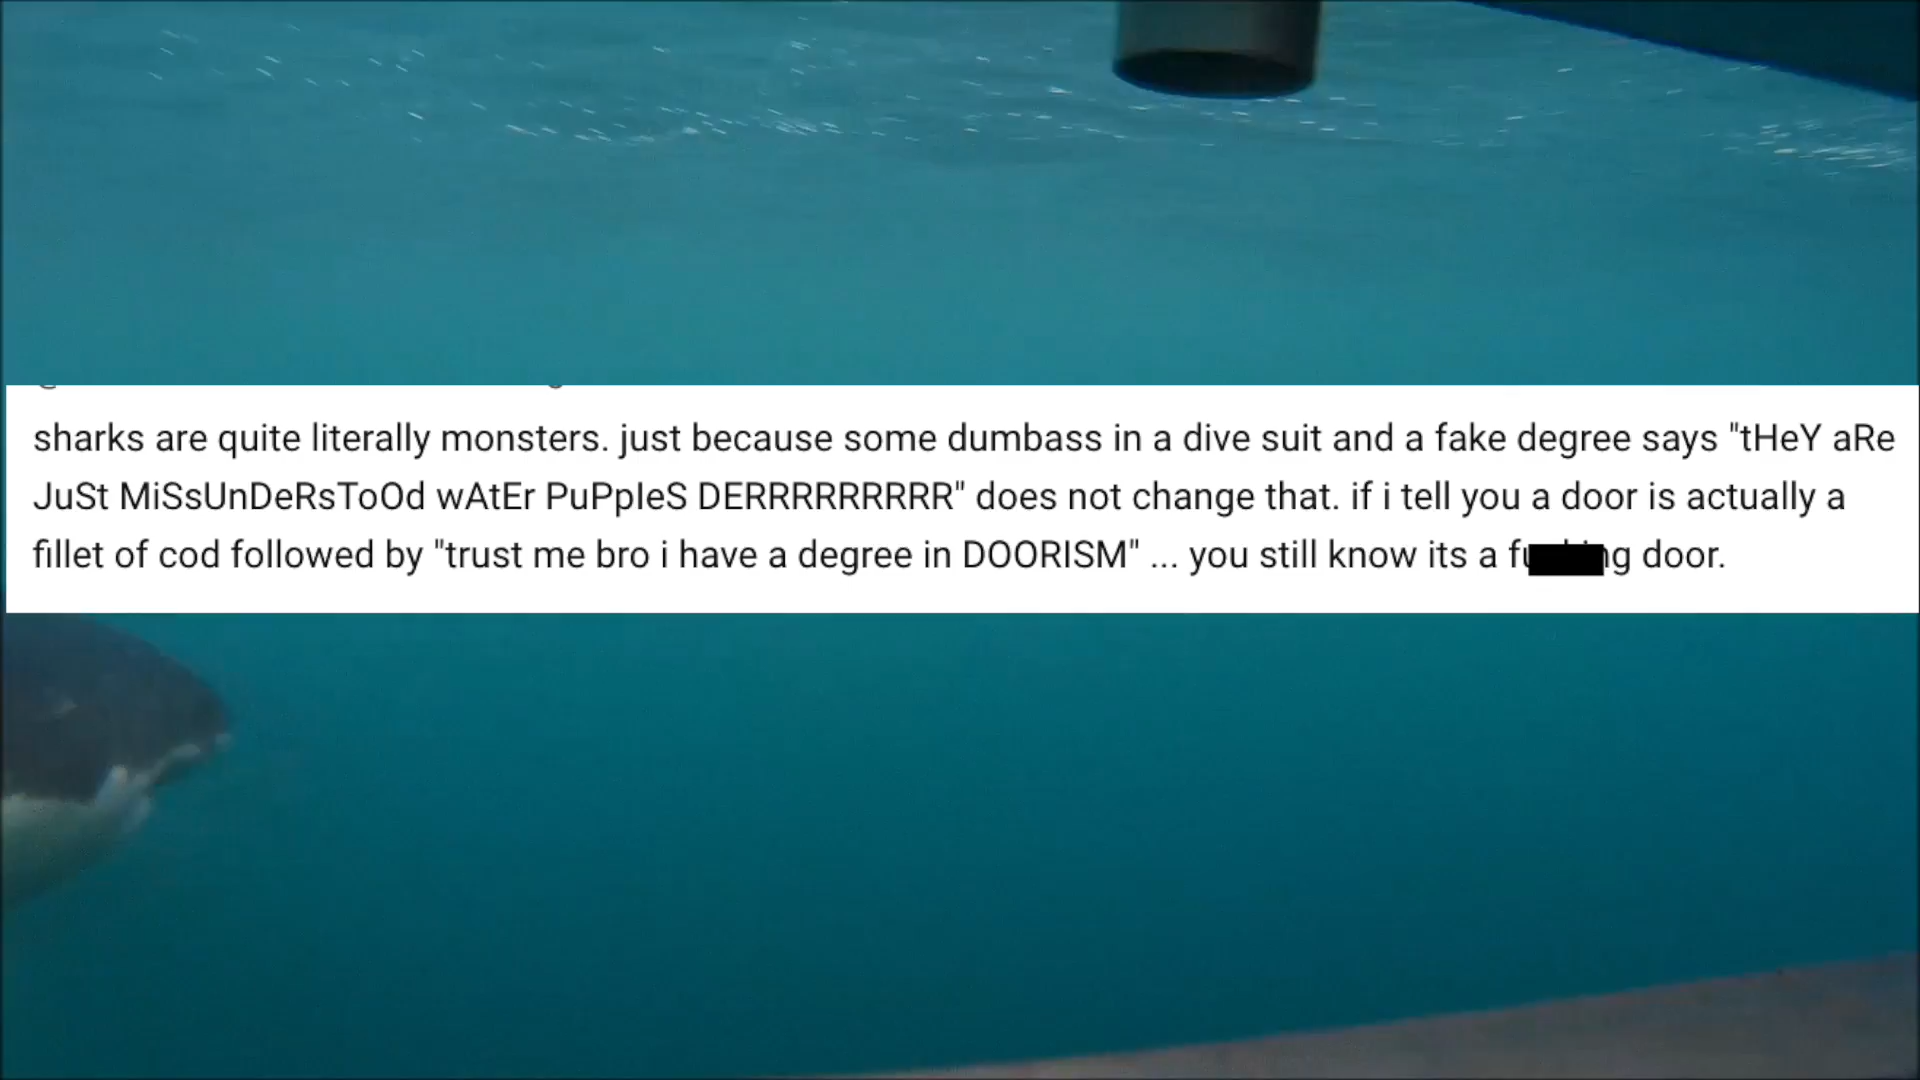 sharks are quite literally monsters. just because some dumbass in a dive suit and a fake degree says "tHeY aRe
JuSt MiSsUnDeRsToOd wAtEr PuPpIeS DERRRRRRRRR" does not change that. if i tell you a door is actually a
fillet of cod followed by "trust me bro i have a degree in DOORISM" ... you still know its a door.